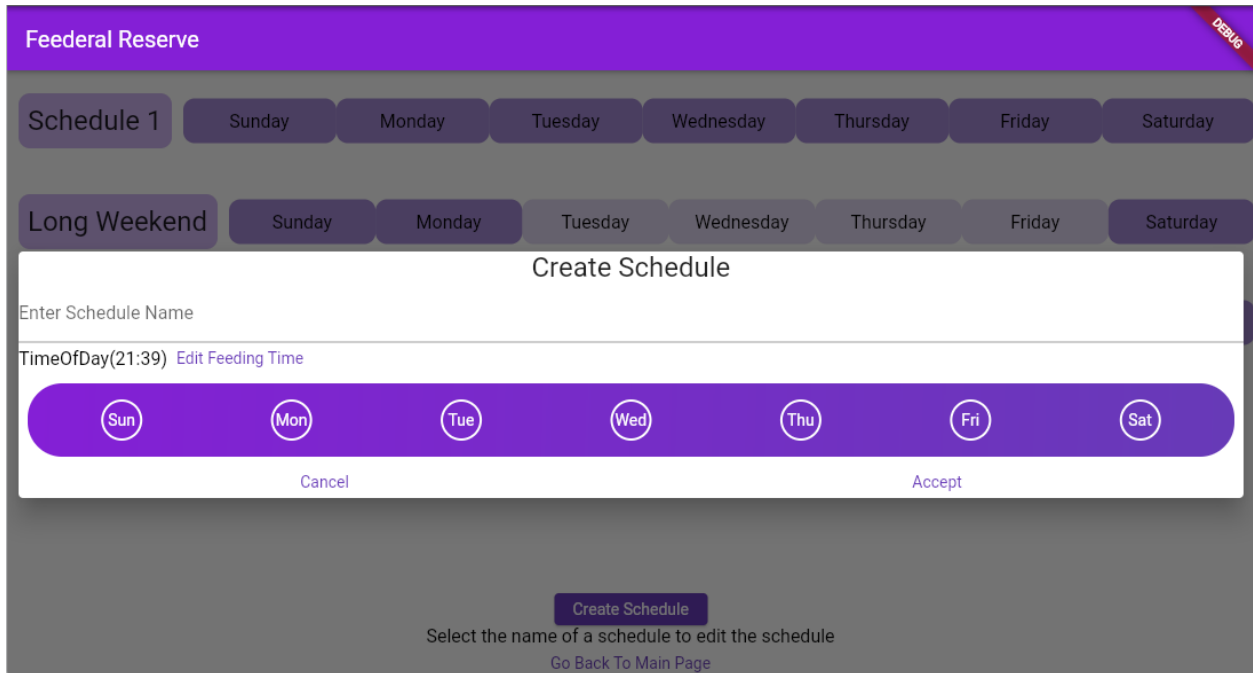 Feederal Reserve
DEBUG
Schedule 1 Sunday Monday Tuesday Wednesday Thursday Friday Saturday
Long Weekend Sunday Monday Tuesday Wednesday Thursday Friday Saturday
Create Schedule
Enter Schedule Name
TimeOfDay(21:39) Edit Feeding Time
Sun Mon Tue Wed Thu Fri Sat
Cancel Accept
Create Schedule
Select the name of a schedule to edit the schedule
Go Back To Main Page